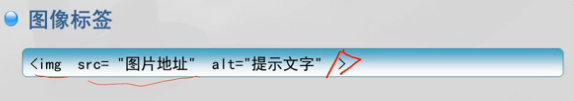 图像标签
<img src= "图片地址" alt="提示文字" />